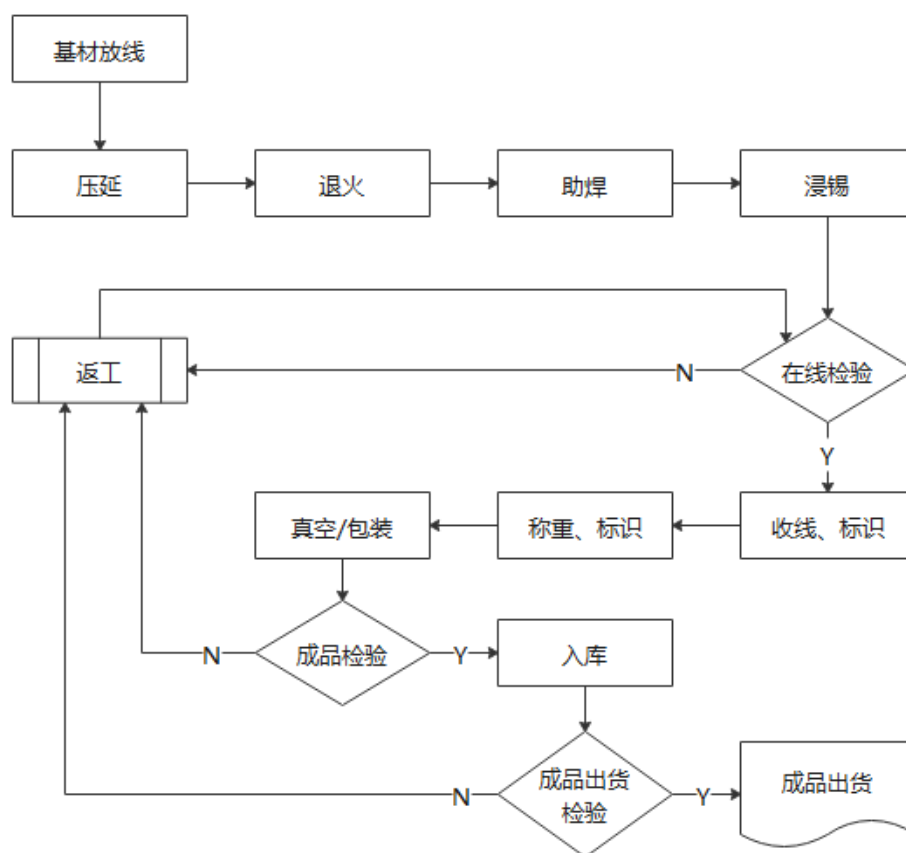 基材放线
压延
退火
助焊
浸锡
返工
N
在线检验
Y
真空/包装
称重、标识
收线、标识
N
成品检验
Y
入库
N
成品出货
检验
Y
成品出货